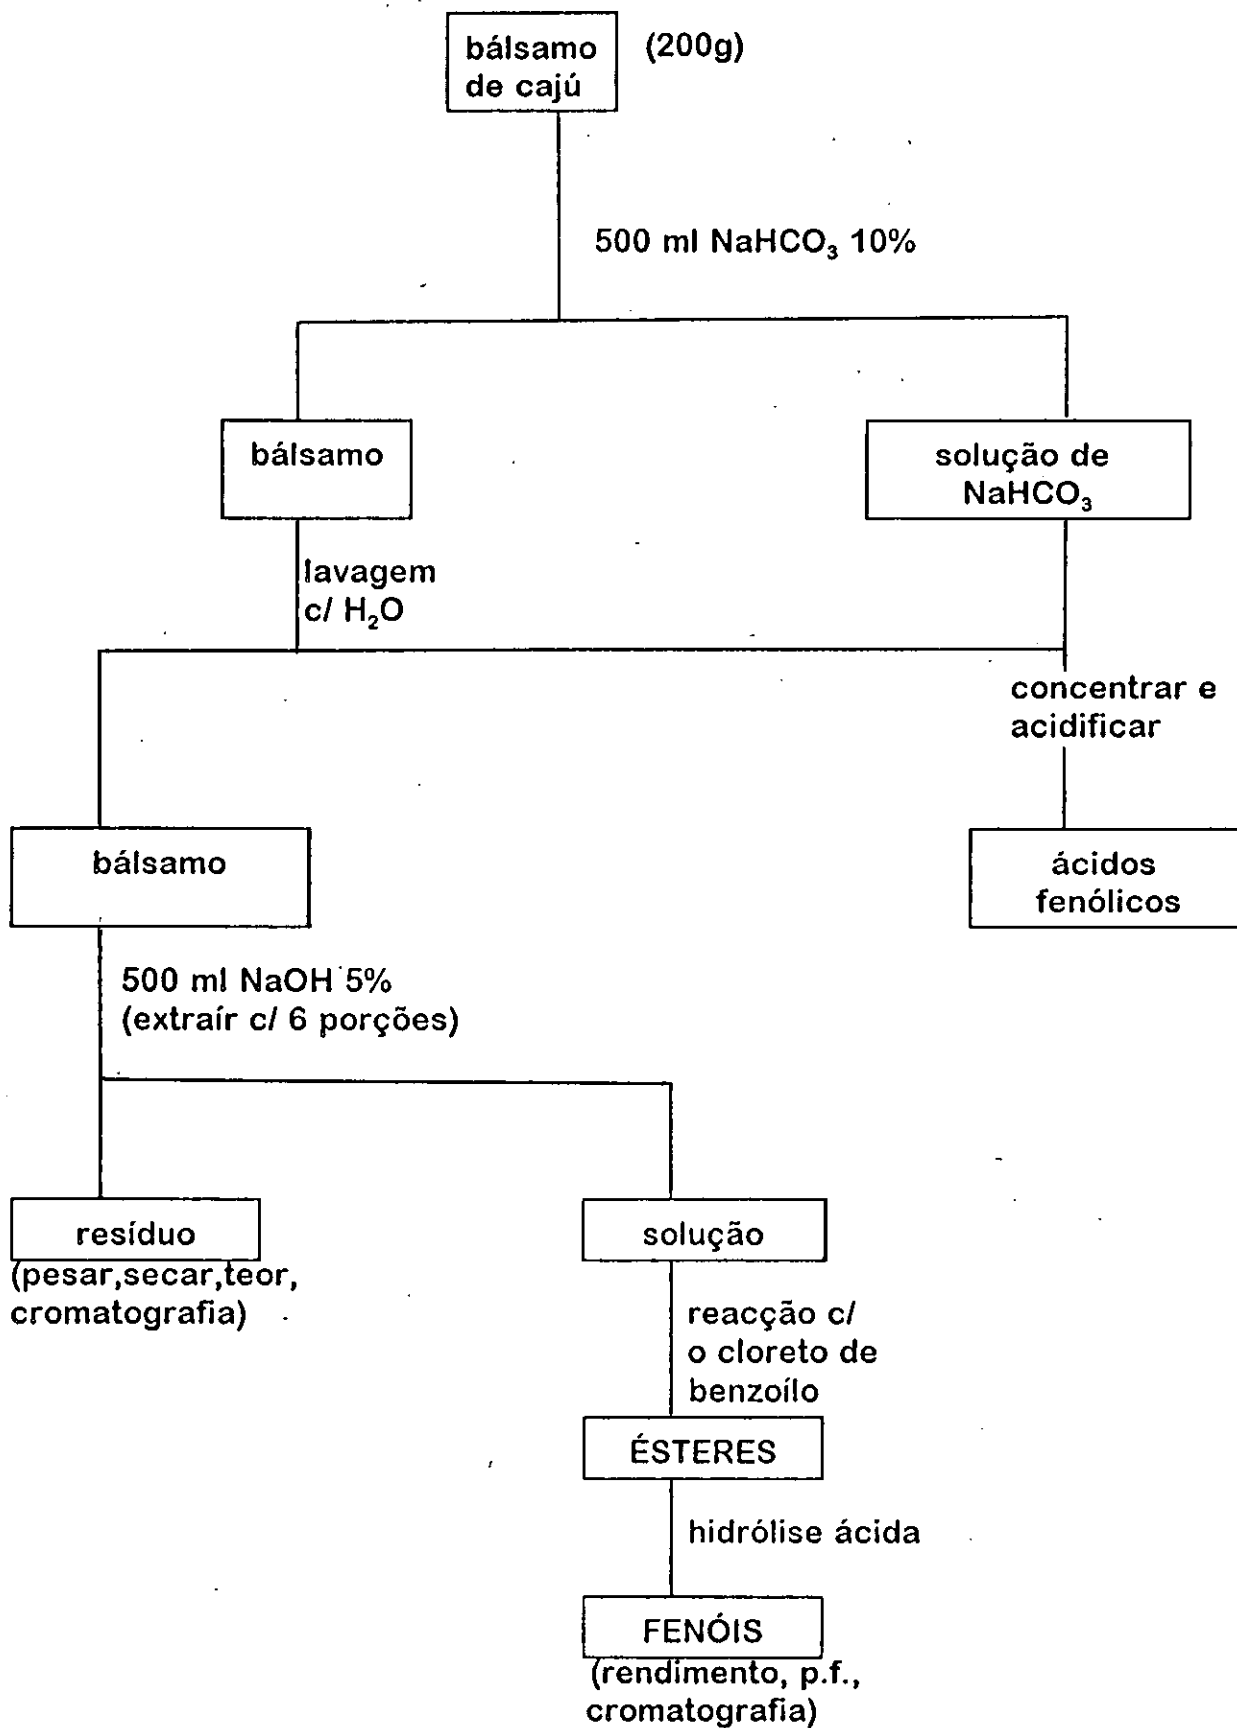 bálsamo
de cajú
(200g)
500 ml NaHCO₃ 10%
bálsamo
solução de
NaHCO₃
lavagem
c/ H₂O
concentrar e
acidificar
bálsamo
ácidos
fenólicos
500 ml NaOH 5%
(extraír c/ 6 porções)
resíduo
(pesar,secar,teor,
cromatografia)
solução
reacção c/
o cloreto de
benzoílo
ÉSTERES
hidrólise ácida
FENÓIS
(rendimento, p.f.,
cromatografia)